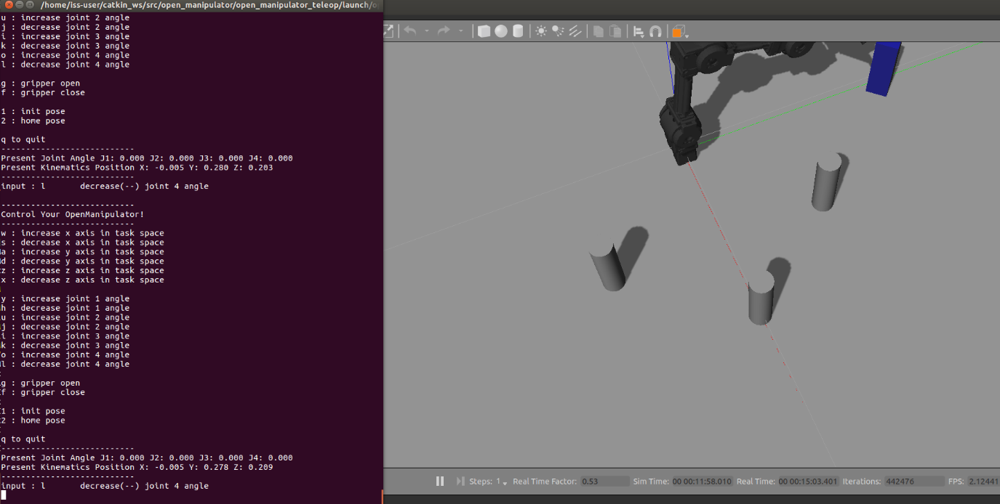 /home/iss-user/catkin_ws/src/open_manipulator/open_manipulator_teleop/launch/o
u : increase joint 2 angle
j : decrease joint 2 angle
i : increase joint 3 angle
k : decrease joint 3 angle
o : increase joint 4 angle
l : decrease joint 4 angle
g : gripper open
f : gripper close
1 : init pose
2 : home pose
q to quit
---------------------------
Present Joint Angle J1: 0.000 J2: 0.000 J3: 0.000 J4: 0.000
Present Kinematics Position X: -0.005 Y: 0.280 Z: 0.203
---------------------------
input : l decrease(--) joint 4 angle
---------------------------
Control Your OpenManipulator!
---------------------------
w : increase x axis in task space
s : decrease x axis in task space
a : increase y axis in task space
d : decrease y axis in task space
z : increase z axis in task space
x : decrease z axis in task space
y : increase joint 1 angle
h : decrease joint 1 angle
u : increase joint 2 angle
j : decrease joint 2 angle
i : increase joint 3 angle
k : decrease joint 3 angle
o : increase joint 4 angle
l : decrease joint 4 angle
g : gripper open
f : gripper close
1 : init pose
2 : home pose
q to quit
---------------------------
Present Joint Angle J1: 0.000 J2: 0.000 J3: 0.000 J4: 0.000
Present Kinematics Position X: -0.005 Y: 0.278 Z: 0.209
---------------------------
input : l decrease(--) joint 4 angle
Steps: 1 Real Time Factor: 0.53 Sim Time: 00 00:11:58.010 Real Time: 00 00:15:03.401 Iterations: 442476 FPS: 2.12441